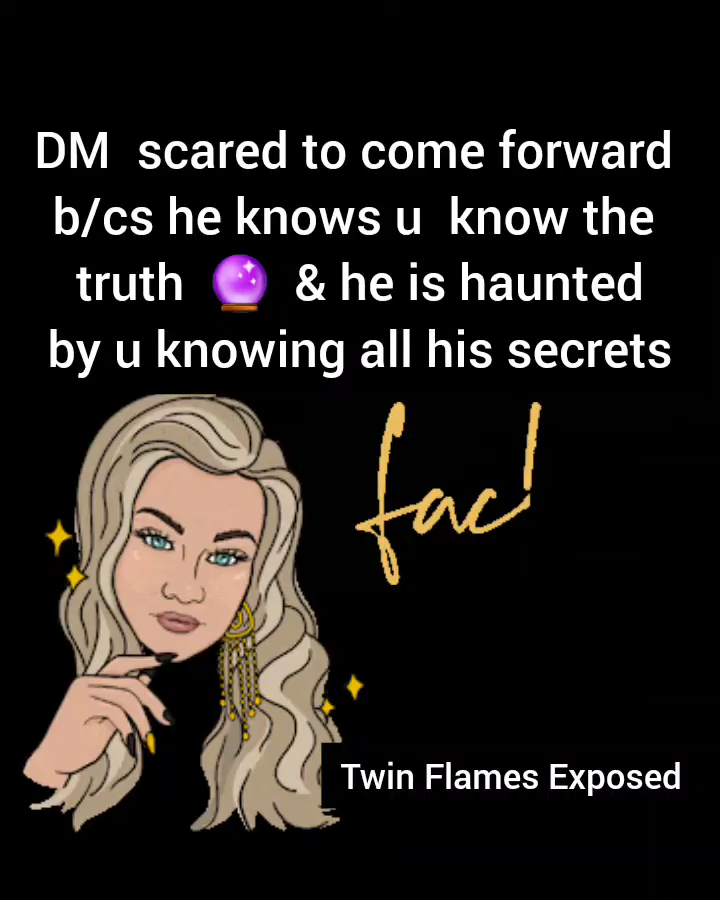 DM scared to come forward
b/cs he knows u know the
truth 🔮 & he is haunted
by u knowing all his secrets
fac
Twin Flames Exposed